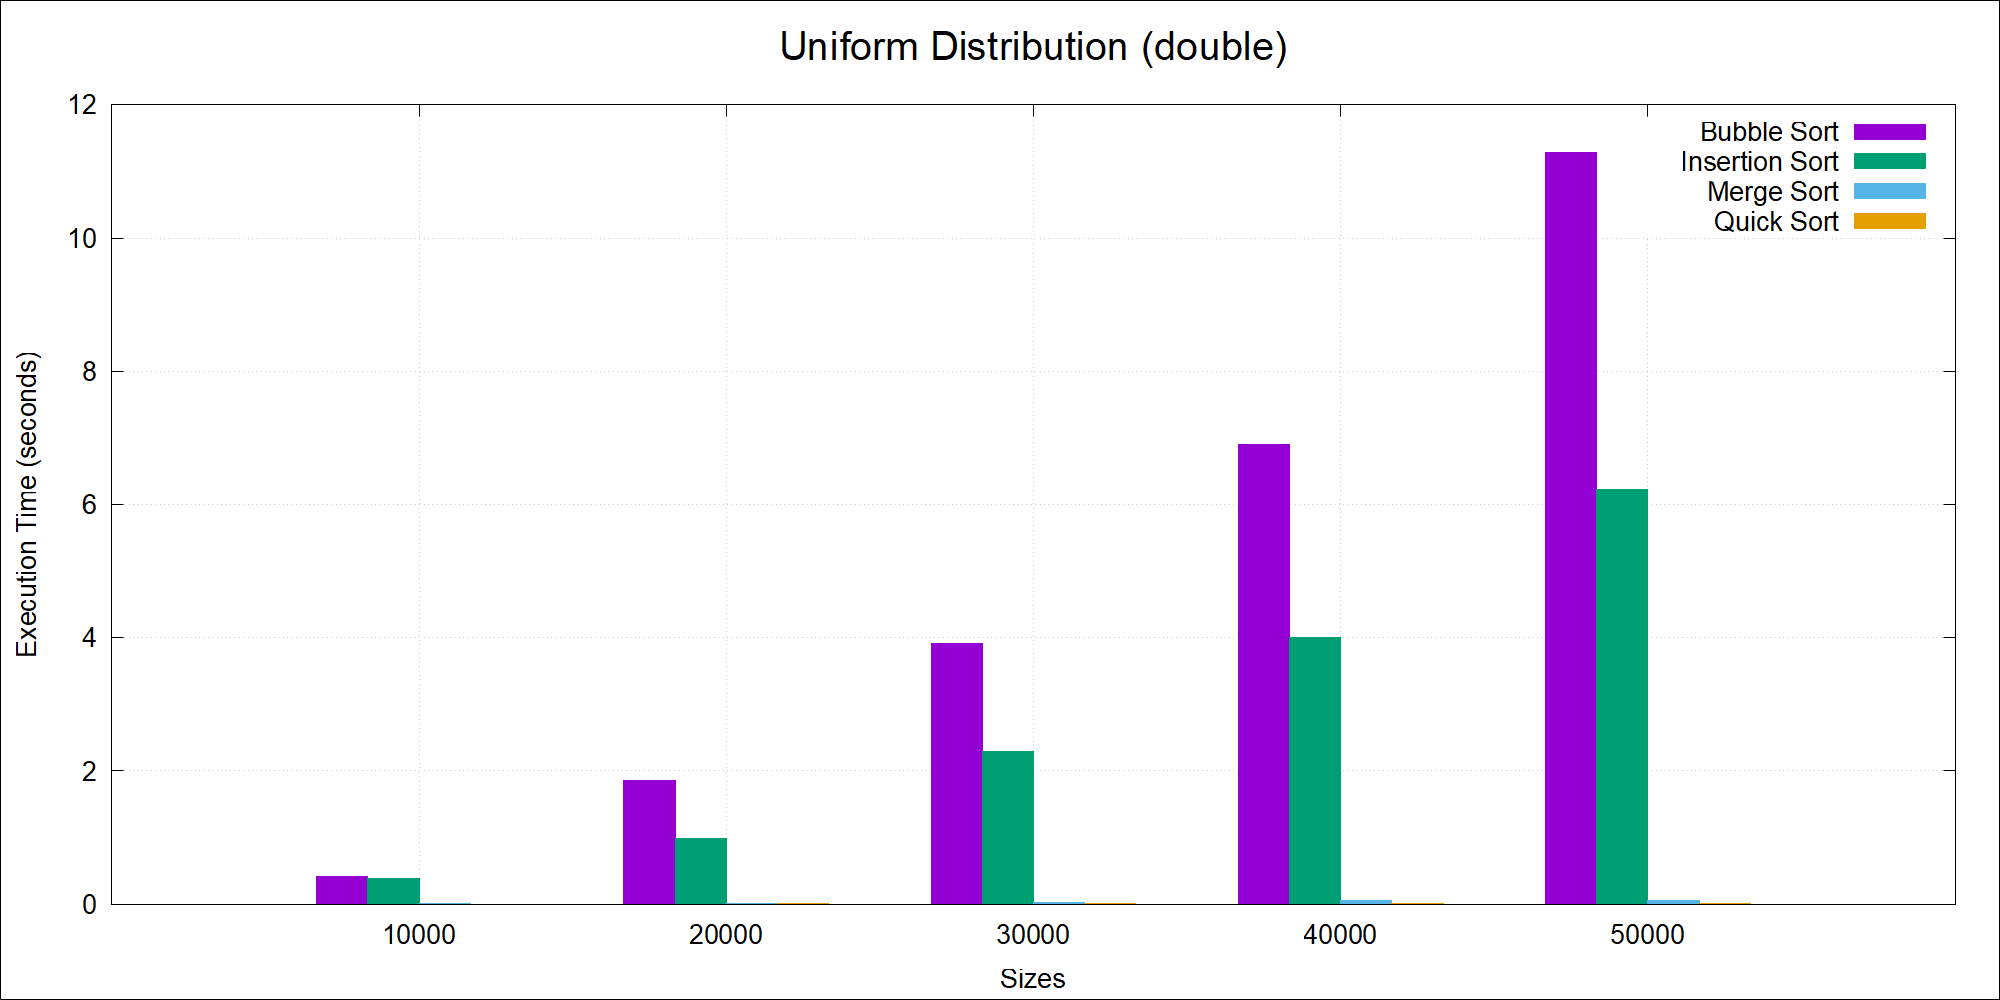 Uniform Distribution (double)
12
10
8
6
4
2
0
Execution Time (seconds)
Bubble Sort
Insertion Sort
Merge Sort
Quick Sort
10000
20000
30000
40000
50000
Sizes